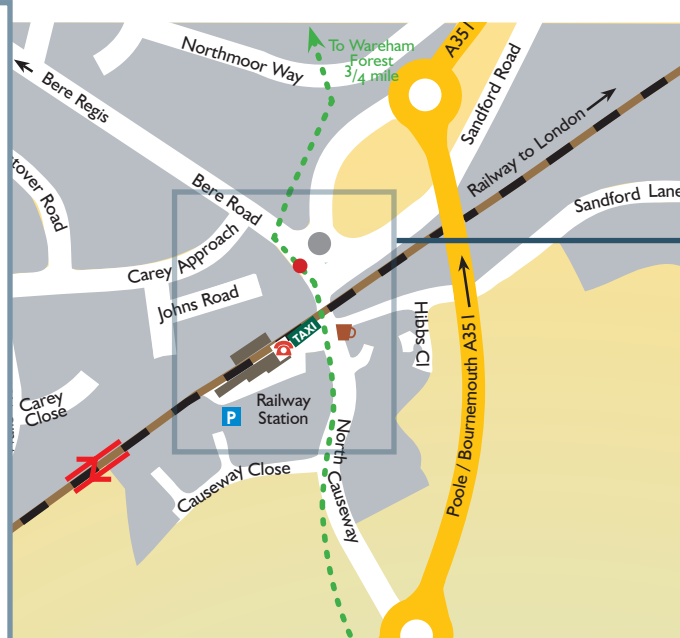 A351
To Wareham
Forest
3/4 mile
Northmoor Way
Sandford Road
Bere Regis
Railway to London
tover Road
Bere Road
Sandford Lane
Carey Approach
Johns Road
TAXI
Hibbs Cl
Poole / Bournemouth A351
Carey
Close
Railway
Station
P
North Causeway
Causeway Close